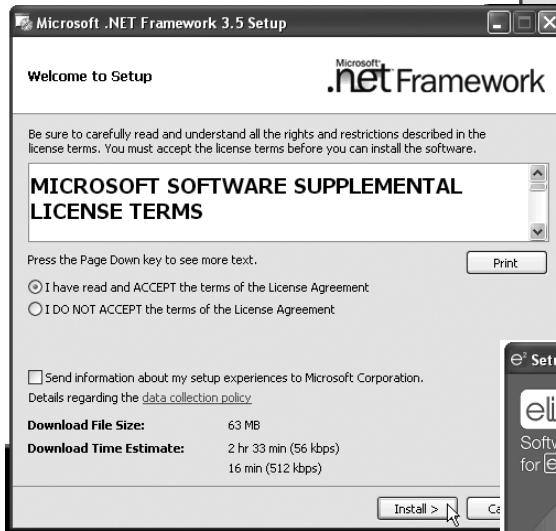 Microsoft .NET Framework 3.5 Setup
Welcome to Setup
Microsoft
.net Framework
Be sure to carefully read and understand all the rights and restrictions described in the
license terms. You must accept the license terms before you can install the software.
MICROSOFT SOFTWARE SUPPLEMENTAL
LICENSE TERMS
Press the Page Down key to see more text.
Print
I have read and ACCEPT the terms of the License Agreement
I DO NOT ACCEPT the terms of the License Agreement
Send information about my setup experiences to Microsoft Corporation.
Details regarding the data collection policy
Download File Size: 63 MB
Download Time Estimate: 2 hr 33 min (56 kbps)
16 min (512 kbps)
Install >
e² Setu
eli
Softw
for e